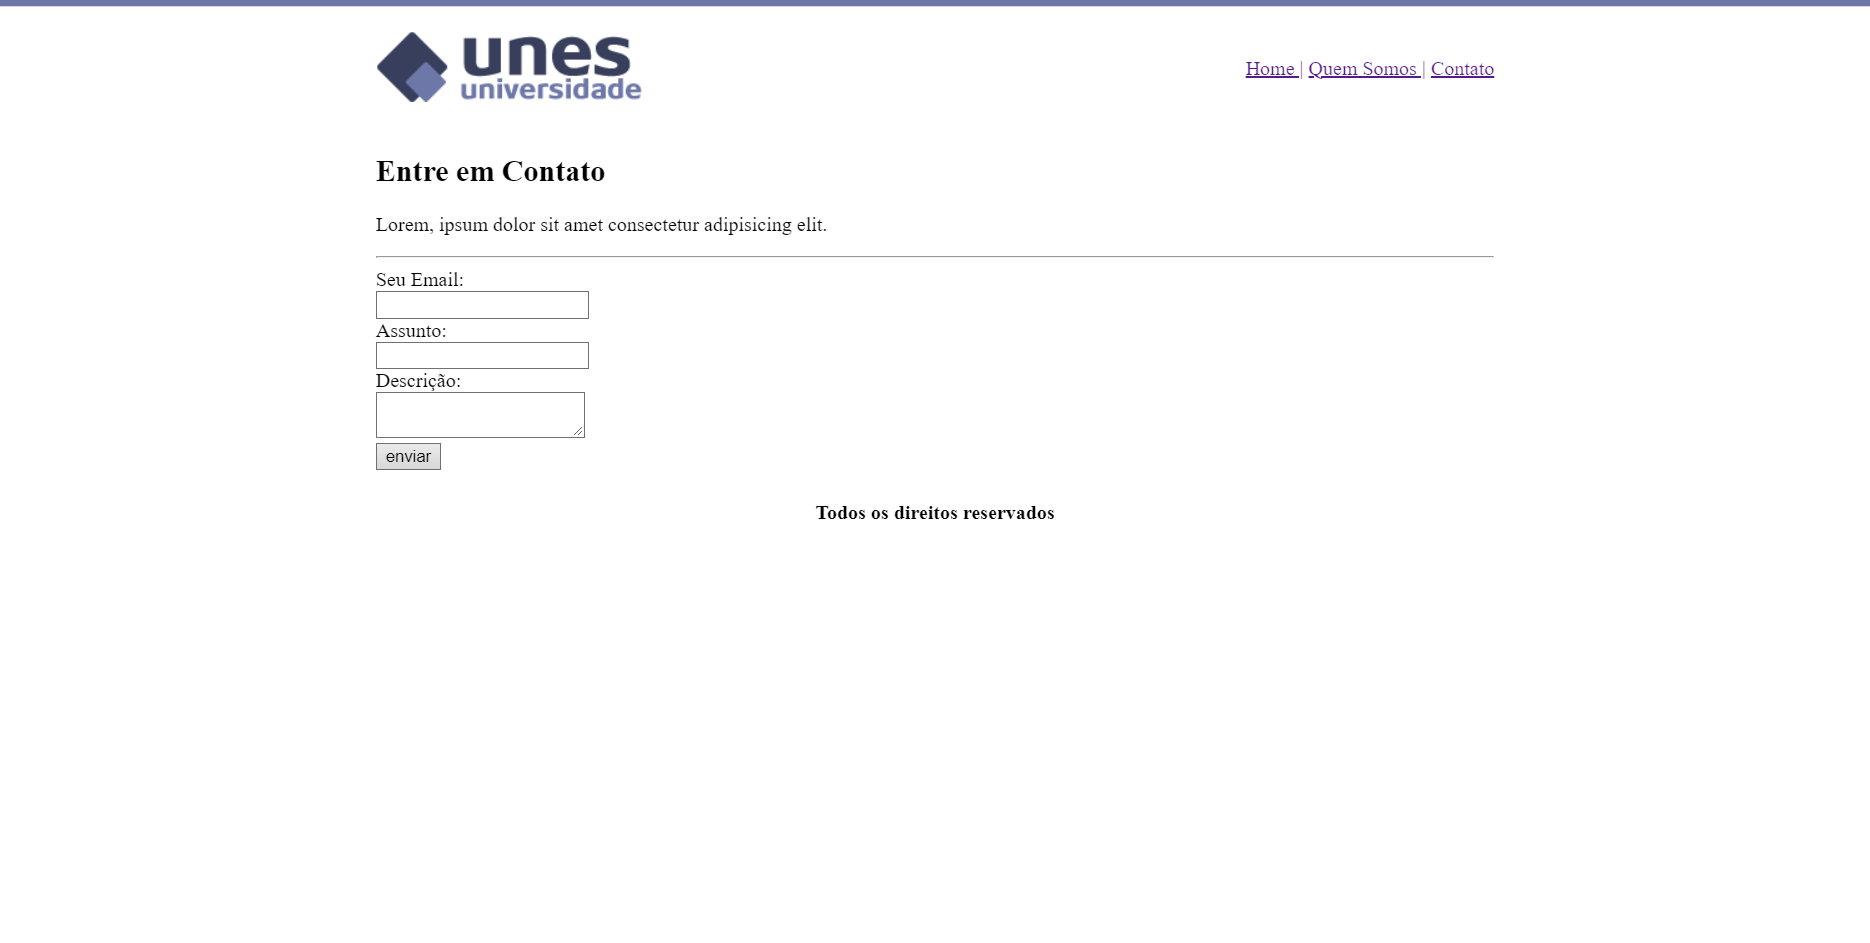 unes
universidade
Home | Quem Somos | Contato
Entre em Contato
Lorem, ipsum dolor sit amet consectetur adipisicing elit.
Seu Email:
Assunto:
Descrição:
enviar
Todos os direitos reservados